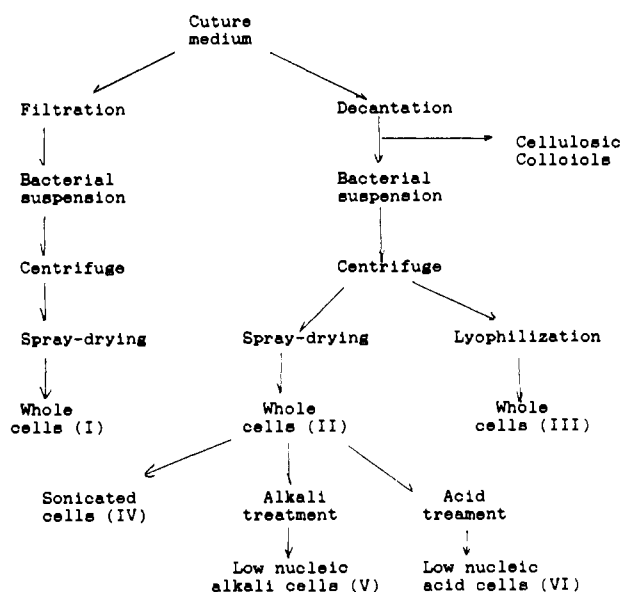 Cuture
medium
Filtration
Decantation
Cellulosic
Colloiols
Bacterial
suspension
Bacterial
suspension
Centrifuge
Centrifuge
Spray-drying
Spray-drying
Lyophilization
Whole
cells (I)
Whole
cells (II)
Whole
cells (III)
Sonicated
cells (IV)
Alkali
treatment
Acid
treament
Low nucleic
alkali cells (V)
Low nucleic
acid cells (VI)